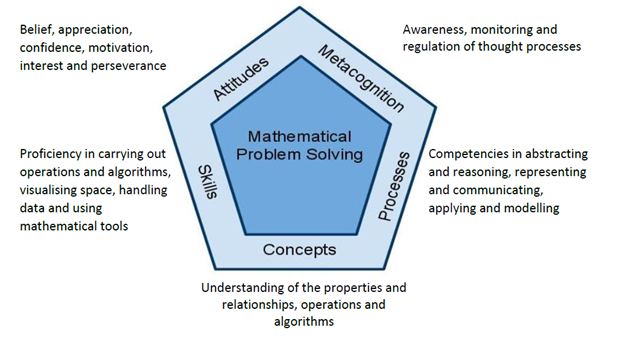 Belief, appreciation,
confidence, motivation,
interest and perseverance
Awareness, monitoring and
regulation of thought processes
Attitudes
Metacognition
Mathematical
Problem Solving
Proficiency in carrying out
operations and algorithms,
visualising space, handling
data and using
mathematical tools
Skills
Processes
Competencies in abstracting
and reasoning, representing
and communicating,
applying and modelling
Concepts
Understanding of the properties and
relationships, operations and
algorithms